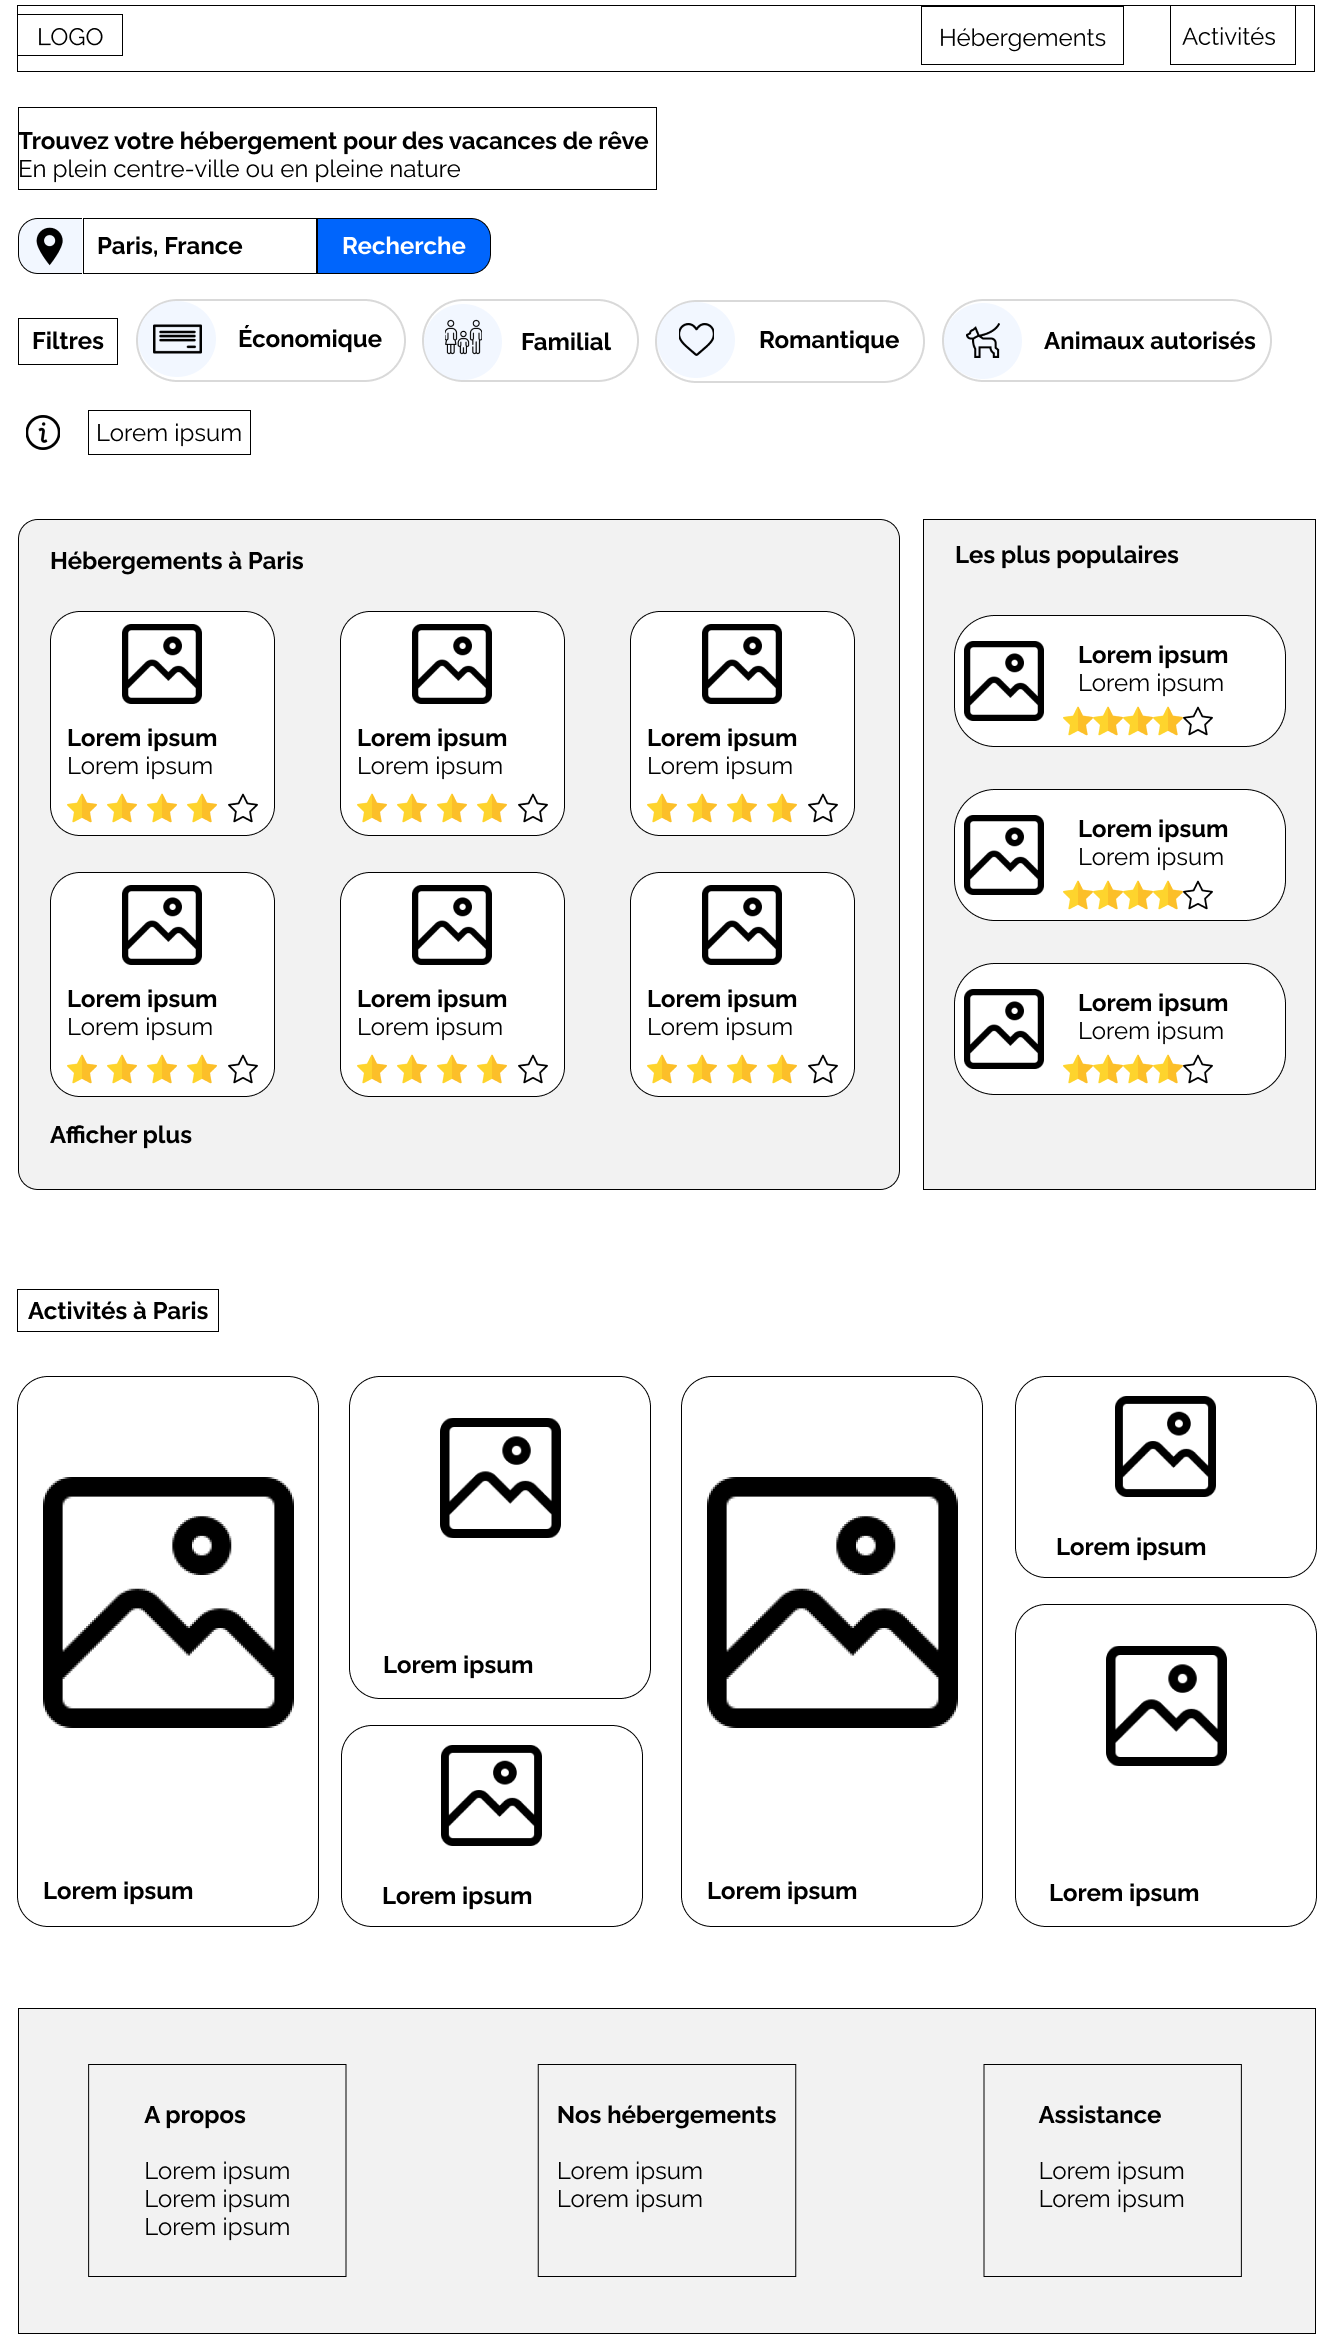 LOGO
Hébergements
Activités
Trouvez votre hébergement pour des vacances de rêve
En plein centre-ville ou en pleine nature
Paris, France
Recherche
Filtres
Économique
Familial
Romantique
Animaux autorisés
Lorem ipsum
Hébergements à Paris
Lorem ipsum
Lorem ipsum
Lorem ipsum
Lorem ipsum
Lorem ipsum
Lorem ipsum
Lorem ipsum
Lorem ipsum
Lorem ipsum
Lorem ipsum
Lorem ipsum
Lorem ipsum
Afficher plus
Les plus populaires
Lorem ipsum
Lorem ipsum
Lorem ipsum
Lorem ipsum
Lorem ipsum
Lorem ipsum
Activités à Paris
Lorem ipsum
Lorem ipsum
Lorem ipsum
Lorem ipsum
Lorem ipsum
Lorem ipsum
A propos
Lorem ipsum
Lorem ipsum
Lorem ipsum
Nos hébergements
Lorem ipsum
Lorem ipsum
Assistance
Lorem ipsum
Lorem ipsum